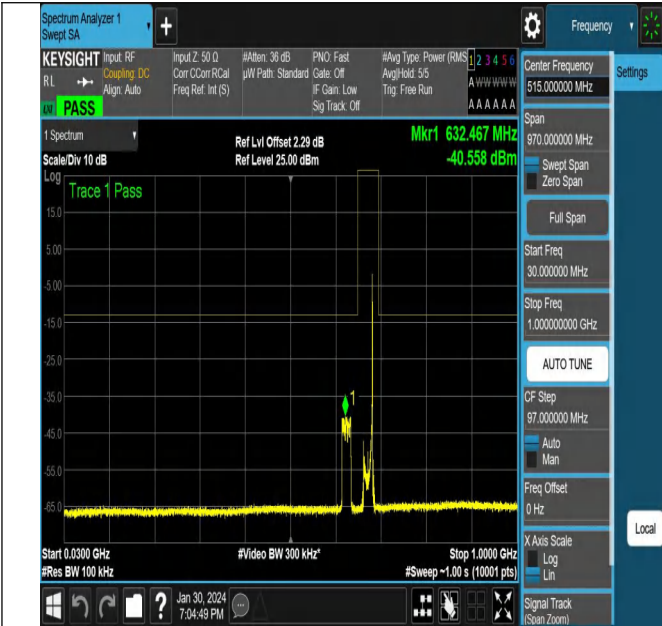 Spectrum Analyzer 1
Swept SA
+
Frequency
KEYSIGHT
RL
LXI PASS
Input: RF
Coupling: DC
Align: Auto
Input Z: 50 Ω
Corr CCorr RCal
Freq Ref: Int (S)
#Atten: 36 dB
µW Path: Standard
PNO: Fast
Gate: Off
IF Gain: Low
Sig Track: Off
#Avg Type: Power (RMS
Avg|Hold: 5/5
Trig: Free Run
1 2 3 4 5 6
A W W W W W
A A A A A A
1 Spectrum
Scale/Div 10 dB
Ref Lvl Offset 2.29 dB
Ref Level 25.00 dBm
Mkr1 632.467 MHz
-40.558 dBm
Log
Trace 1 Pass
15.0
5.00
-5.00
-15.0
-25.0
-35.0
-45.0
-55.0
-65.0
1
Start 0.0300 GHz
#Res BW 100 kHz
#Video BW 300 kHz*
Stop 1.0000 GHz
#Sweep ~1.00 s (10001 pts)
Center Frequency
515.000000 MHz
Settings
Span
970.000000 MHz
Swept Span
Zero Span
Full Span
Start Freq
30.000000 MHz
Stop Freq
1.000000000 GHz
AUTO TUNE
CF Step
97.000000 MHz
Auto
Man
Freq Offset
0 Hz
X Axis Scale
Log
Lin
Local
Signal Track
(Span Zoom)
?
Jan 30, 2024
7:04:49 PM